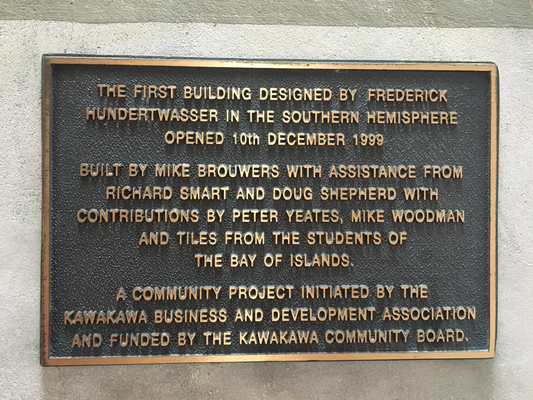 THE FIRST BUILDING DESIGNED BY FREDERICK
HUNDERTWASSER IN THE SOUTHERN HEMISPHERE
OPENED 10th DECEMBER 1999
BUILT BY MIKE BROUWERS WITH ASSISTANCE FROM
RICHARD SMART AND DOUG SHEPHERD WITH
CONTRIBUTIONS BY PETER YEATES, MIKE WOODMAN
AND TILES FROM THE STUDENTS OF
THE BAY OF ISLANDS.
A COMMUNITY PROJECT INITIATED BY THE
KAWAKAWA BUSINESS AND DEVELOPMENT ASSOCIATION
AND FUNDED BY THE KAWAKAWA COMMUNITY BOARD.